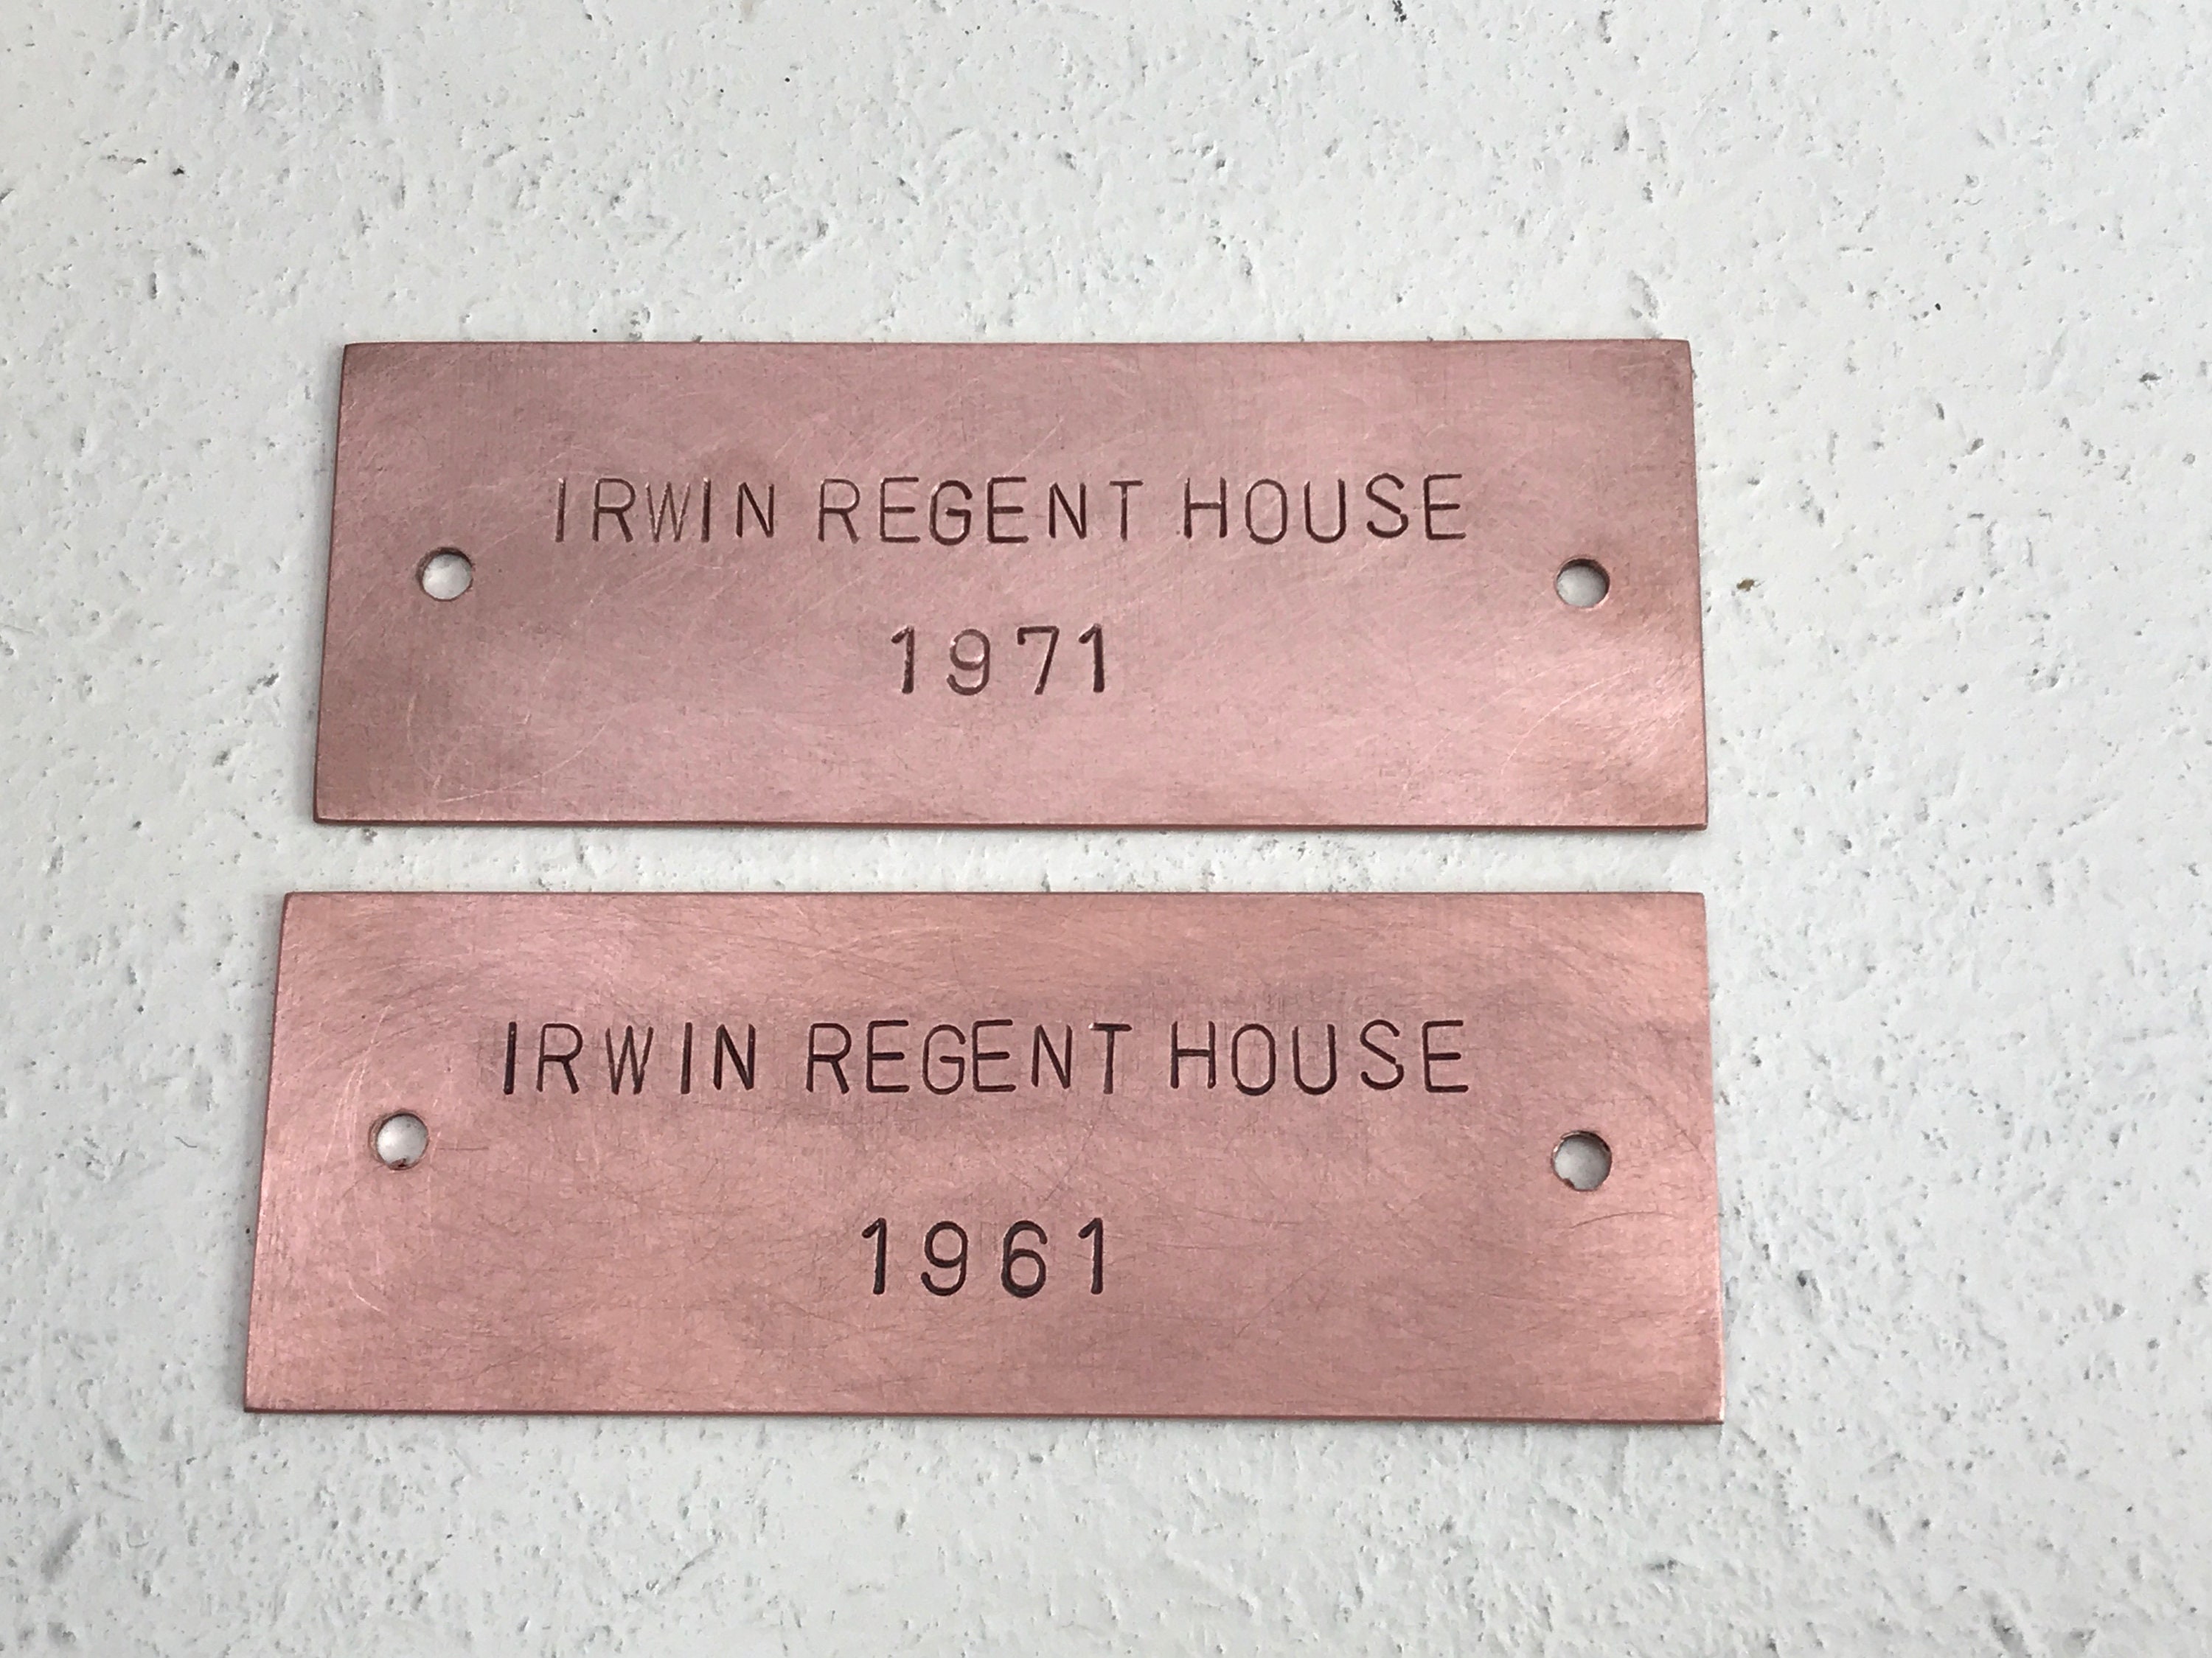 IRWIN REGENT HOUSE
1971
IRWIN REGENT HOUSE
1961